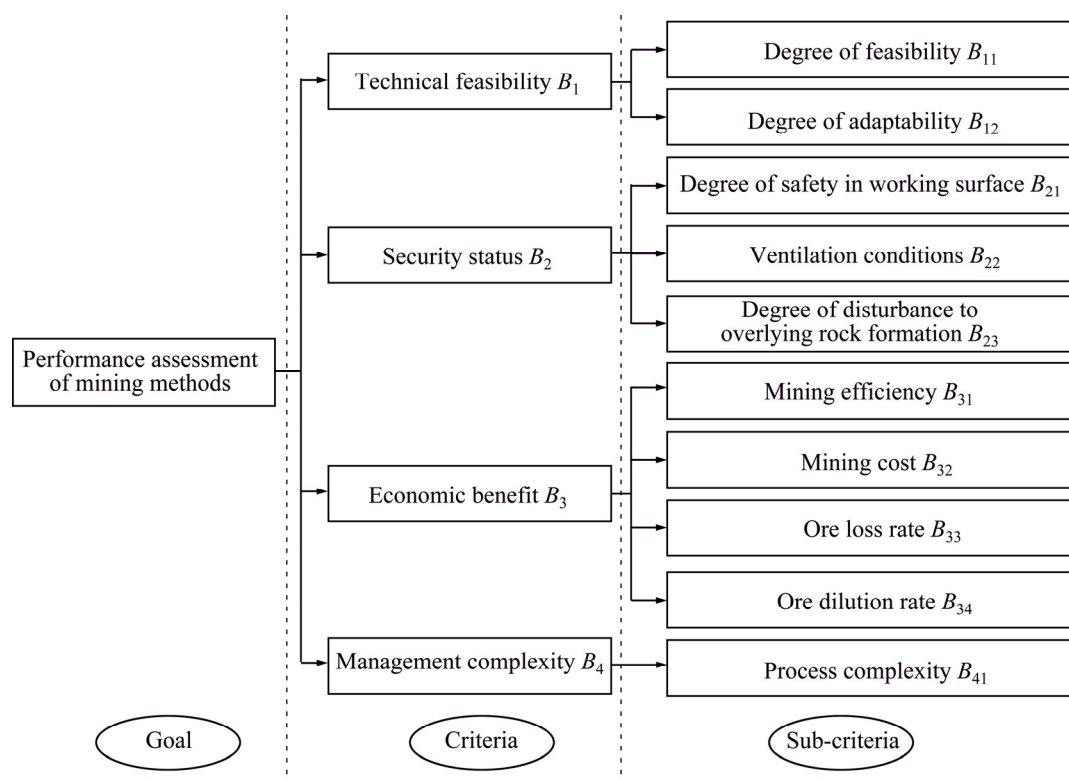 Performance assessment
of mining methods
Technical feasibility B₁
Security status B₂
Economic benefit B₃
Management complexity B₄
Degree of feasibility B₁₁
Degree of adaptability B₁₂
Degree of safety in working surface B₂₁
Ventilation conditions B₂₂
Degree of disturbance to
overlying rock formation B₂₃
Mining efficiency B₃₁
Mining cost B₃₂
Ore loss rate B₃₃
Ore dilution rate B₃₄
Process complexity B₄₁
Goal
Criteria
Sub-criteria